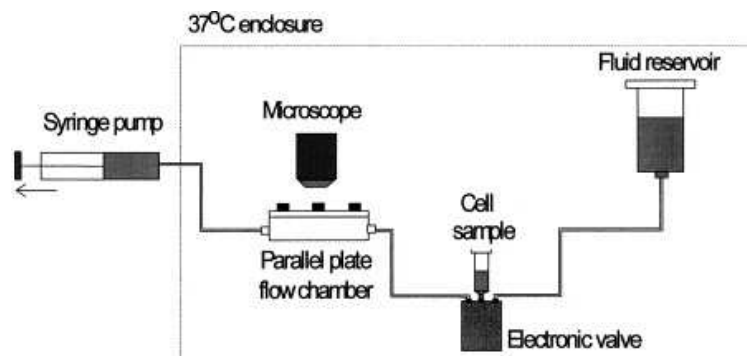 37°C enclosure
Fluid reservoir
Microscope
Syringe pump
Cell
sample
Parallel plate
flow chamber
Electronic valve